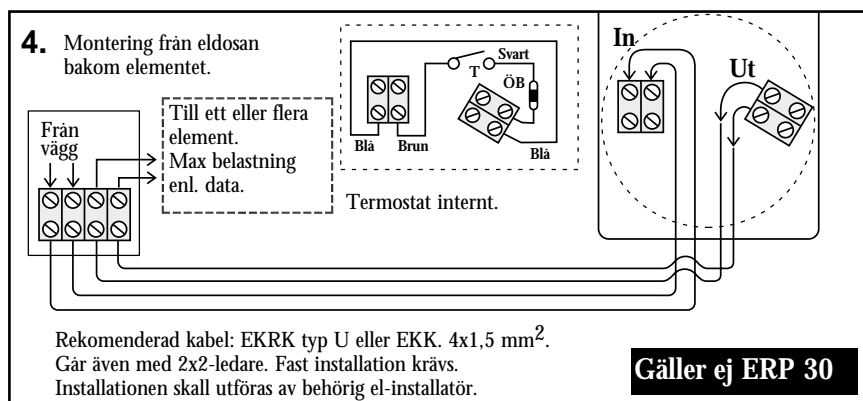 4. Montering från eldosan
bakom elementet.
Från
vägg
Till ett eller flera
element.
Max belastning
enl. data.
Svart
T
ÖB
Blå
Brun
Blå
Termostat internt.
In
Ut
Rekomenderad kabel: EKRK typ U eller EKK. 4x1,5 mm².
Går även med 2x2-ledare. Fast installation krävs.
Installationen skall utföras av behörig el-installatör.
Gäller ej ERP 30